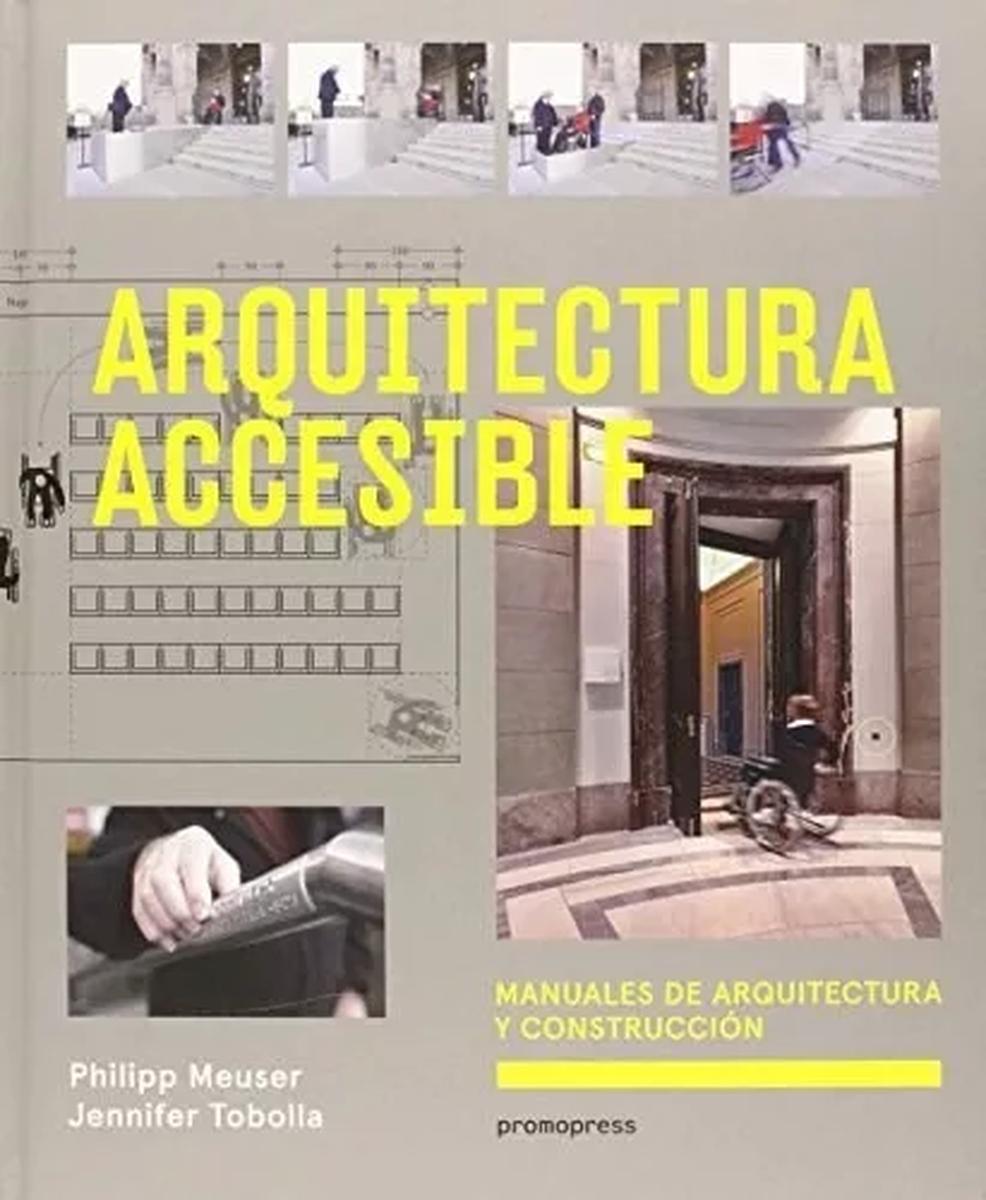 ARQUITECTURA
ACCESIBLE
MANUALES DE ARQUITECTURA
Y CONSTRUCCIÓN
Philipp Meuser
Jennifer Tobolla
promopress